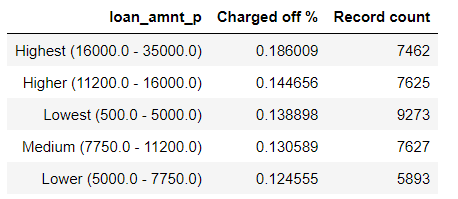 loan_amnt_p Charged off % Record count
Highest (16000.0 - 35000.0) 0.186009 7462
Higher (11200.0 - 16000.0) 0.144656 7625
Lowest (500.0 - 5000.0) 0.138898 9273
Medium (7750.0 - 11200.0) 0.130589 7627
Lower (5000.0 - 7750.0) 0.124555 5893